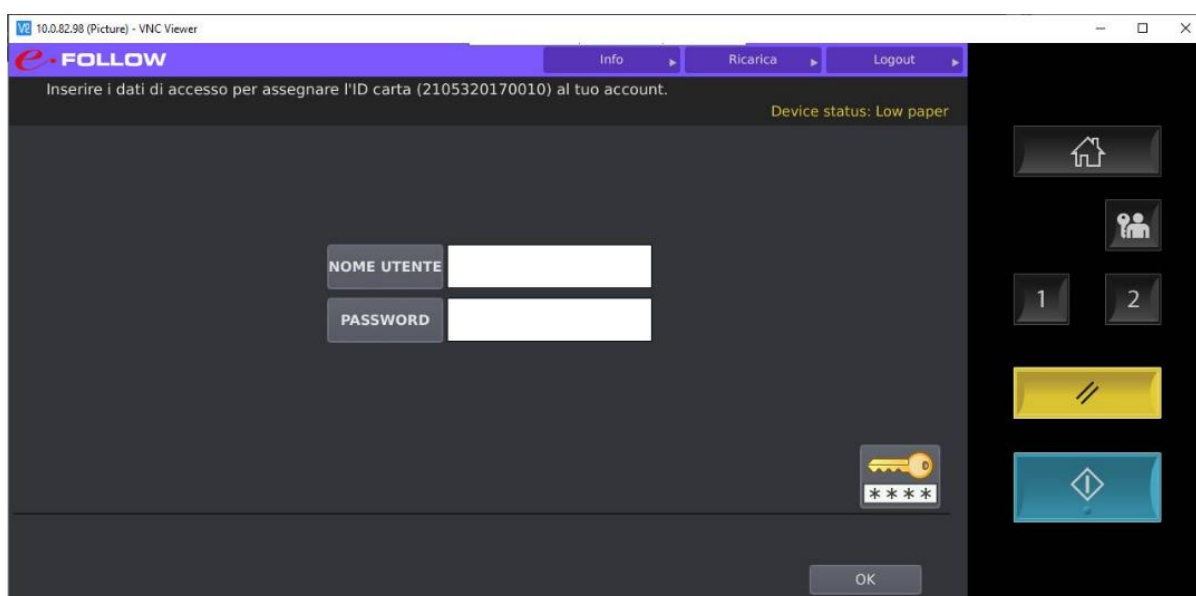 10.0.82.98 (Picture) - VNC Viewer
e-FOLLOW
Info
Ricarica
Logout
Inserire i dati di accesso per assegnare l'ID carta (2105320170010) al tuo account.
Device status: Low paper
NOME UTENTE
1
2
PASSWORD
****
OK